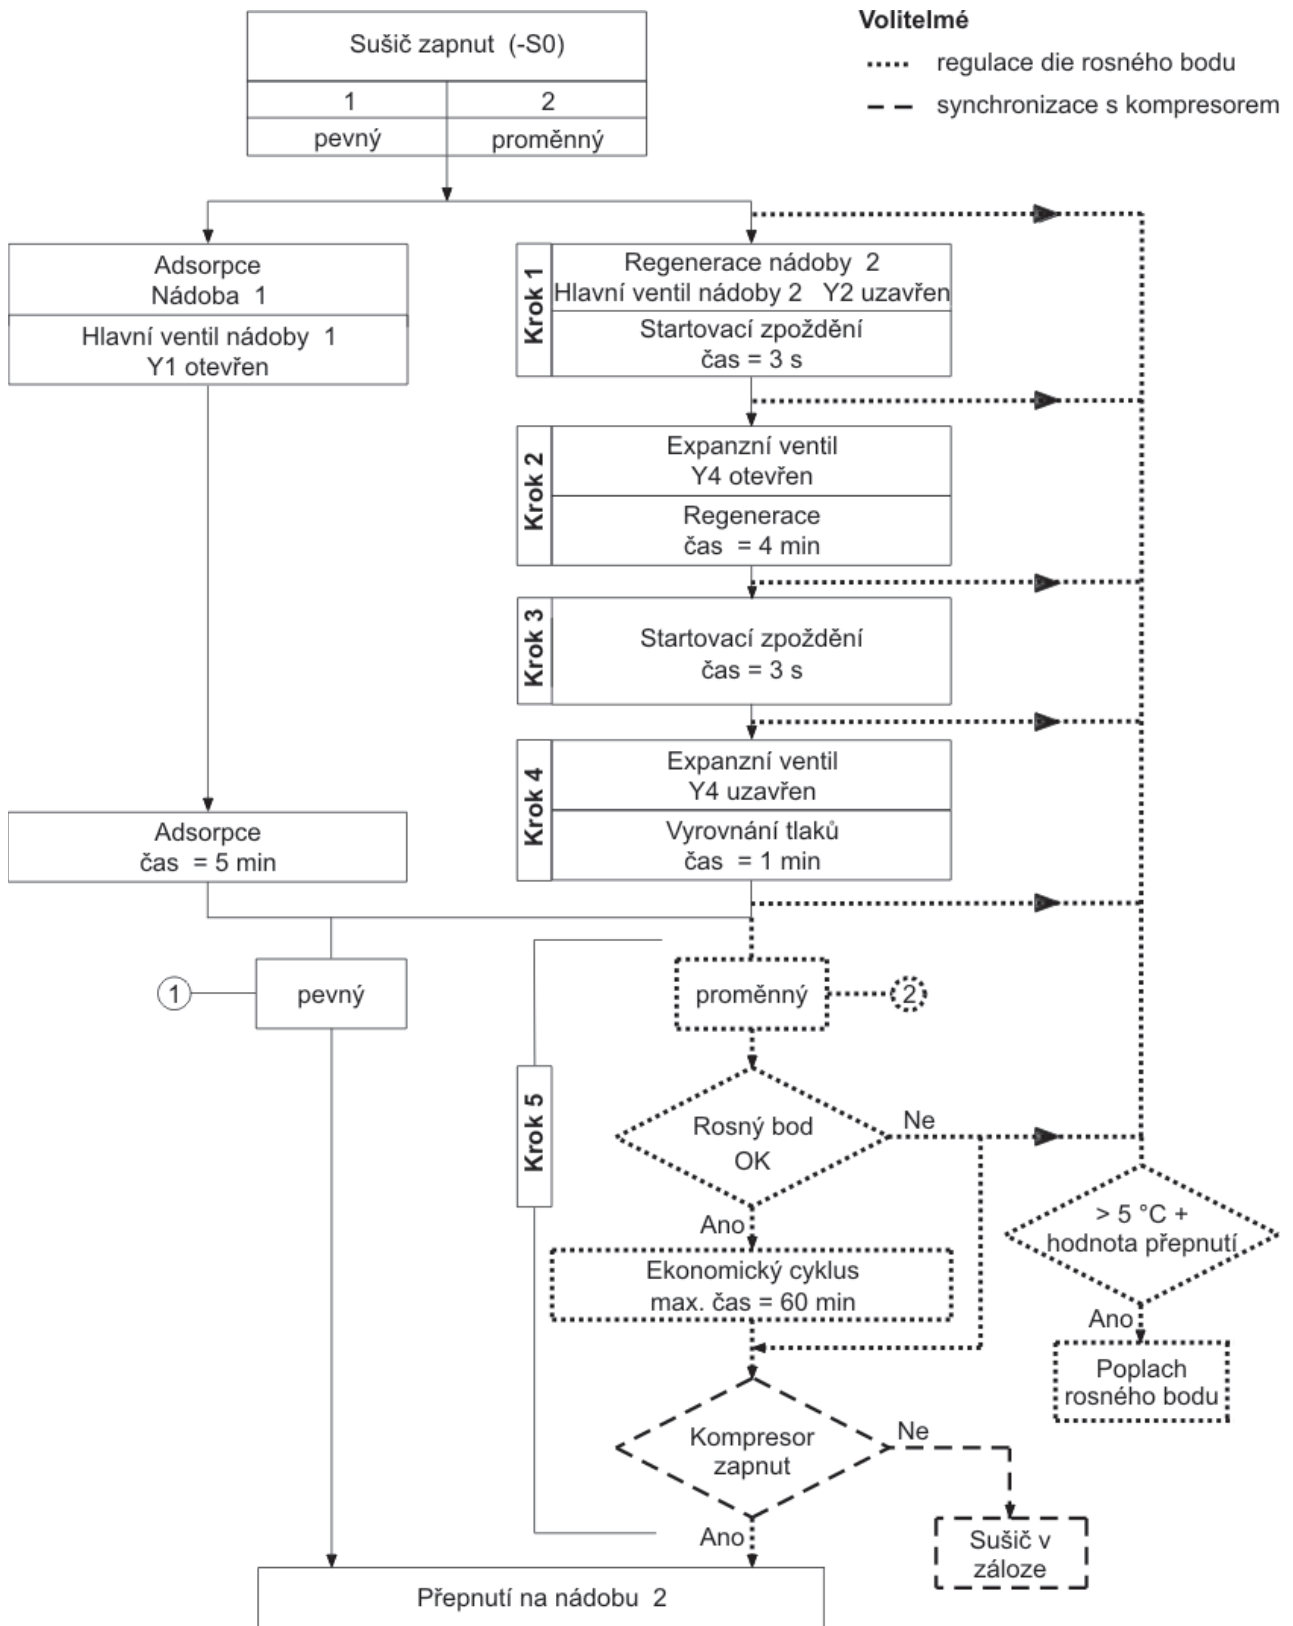 Sušič zapnut (-S0)
1
2
pevný
proměnný
Volitelmé
regulace die rosného bodu
synchronizace s kompresorem
Adsorpce
Nádoba 1
Hlavní ventil nádoby 1
Y1 otevřen
Krok 1
Regenerace nádoby 2
Hlavní ventil nádoby 2 Y2 uzavřen
Startovací zpoždění
čas = 3 s
Krok 2
Expanzní ventil
Y4 otevřen
Regenerace
čas = 4 min
Krok 3
Startovací zpoždění
čas = 3 s
Krok 4
Expanzní ventil
Y4 uzavřen
Vyrovnání tlaků
čas = 1 min
Adsorpce
čas = 5 min
1
pevný
proměnný
2
Krok 5
Rosný bod
OK
Ne
Ano
> 5 °C +
hodnota přepnutí
Ano
Poplach
rosného bodu
Ekonomický cyklus
max. čas = 60 min
Kompresor
zapnut
Ne
Ano
Sušič v
záloze
Přepnutí na nádobu 2